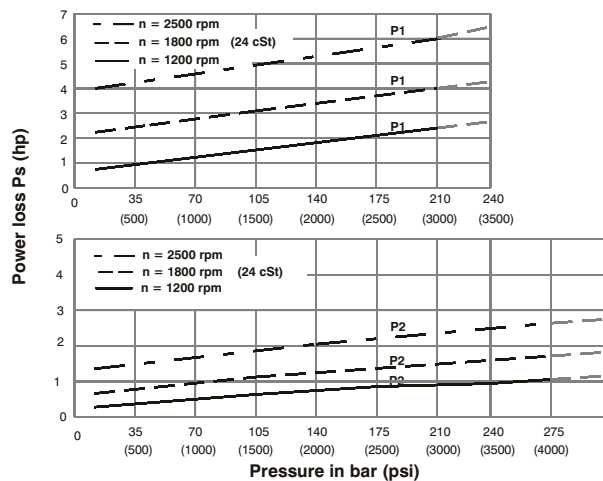 Power loss Ps (hp)
7
6
5
4
3
2
1
0
n = 2500 rpm
n = 1800 rpm (24 cSt)
n = 1200 rpm
P1
P1
P1
0 35 70 105 140 175 210 240
(500) (1000) (1500) (2000) (2500) (3000) (3500)
5
4
3
2
1
0
n = 2500 rpm
n = 1800 rpm (24 cSt)
n = 1200 rpm
P2
P2
P2
0 35 70 105 140 175 210 240 275
(500) (1000) (1500) (2000) (2500) (3000) (3500) (4000)
Pressure in bar (psi)